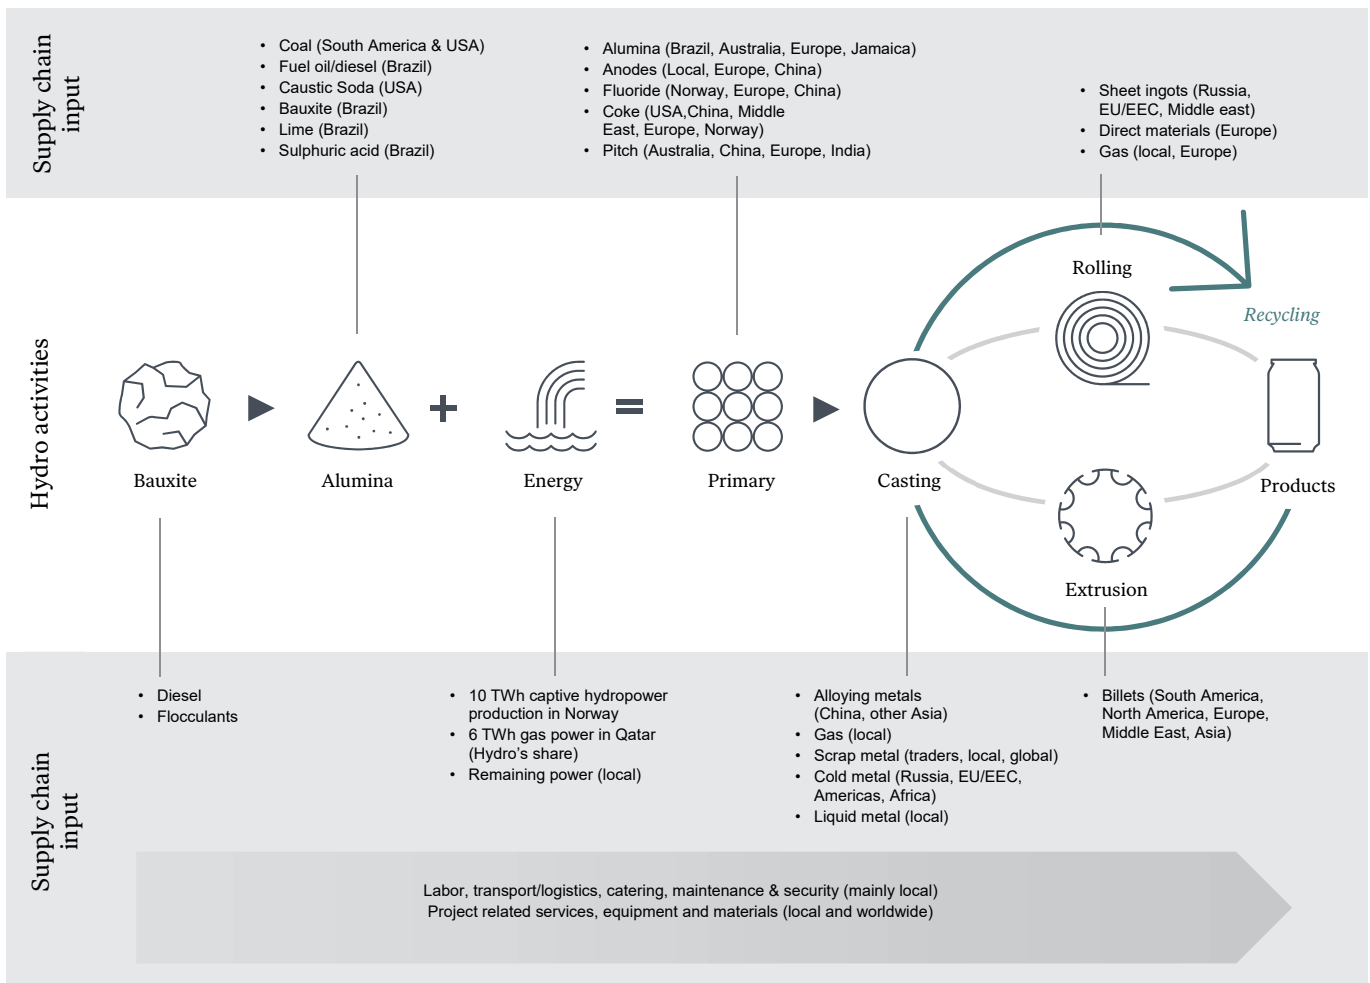 Supply chain
input
• Coal (South America & USA)
• Fuel oil/diesel (Brazil)
• Caustic Soda (USA)
• Bauxite (Brazil)
• Lime (Brazil)
• Sulphuric acid (Brazil)
• Alumina (Brazil, Australia, Europe, Jamaica)
• Anodes (Local, Europe, China)
• Fluoride (Norway, Europe, China)
• Coke (USA,China, Middle
East, Europe, Norway)
• Pitch (Australia, China, Europe, India)
• Sheet ingots (Russia,
EU/EEC, Middle east)
• Direct materials (Europe)
• Gas (local, Europe)
Hydro activities
Bauxite
Alumina
Energy
Primary
Casting
Rolling
Recycling
Products
Extrusion
Supply chain
input
• Diesel
• Flocculants
• 10 TWh captive hydropower
production in Norway
• 6 TWh gas power in Qatar
(Hydro’s share)
• Remaining power (local)
• Alloying metals
(China, other Asia)
• Gas (local)
• Scrap metal (traders, local, global)
• Cold metal (Russia, EU/EEC,
Americas, Africa)
• Liquid metal (local)
• Billets (South America,
North America, Europe,
Middle East, Asia)
Labor, transport/logistics, catering, maintenance & security (mainly local)
Project related services, equipment and materials (local and worldwide)